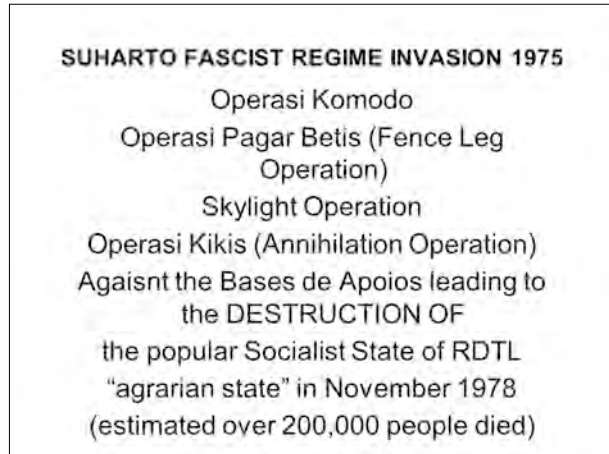 SUHARTO FASCIST REGIME INVASION 1975
Operasi Komodo
Operasi Pagar Betis (Fence Leg
Operation)
Skylight Operation
Operasi Kikis (Annihilation Operation)
Agaisnt the Bases de Apoios leading to
the DESTRUCTION OF
the popular Socialist State of RDTL
“agrarian state” in November 1978
(estimated over 200,000 people died)